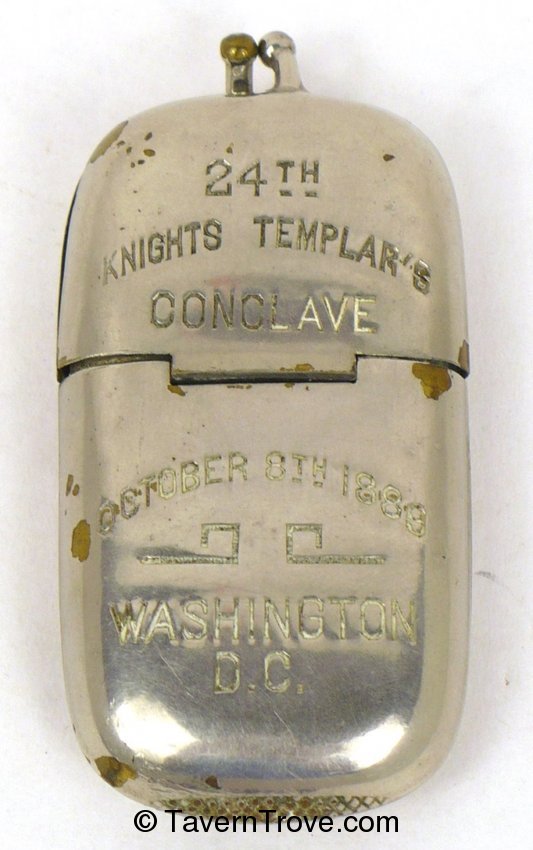 24TH
KNIGHTS TEMPLAR'S
CONCLAVE
OCTOBER 8TH 1889
WASHINGTON
D.C.
© TavernTrove.com